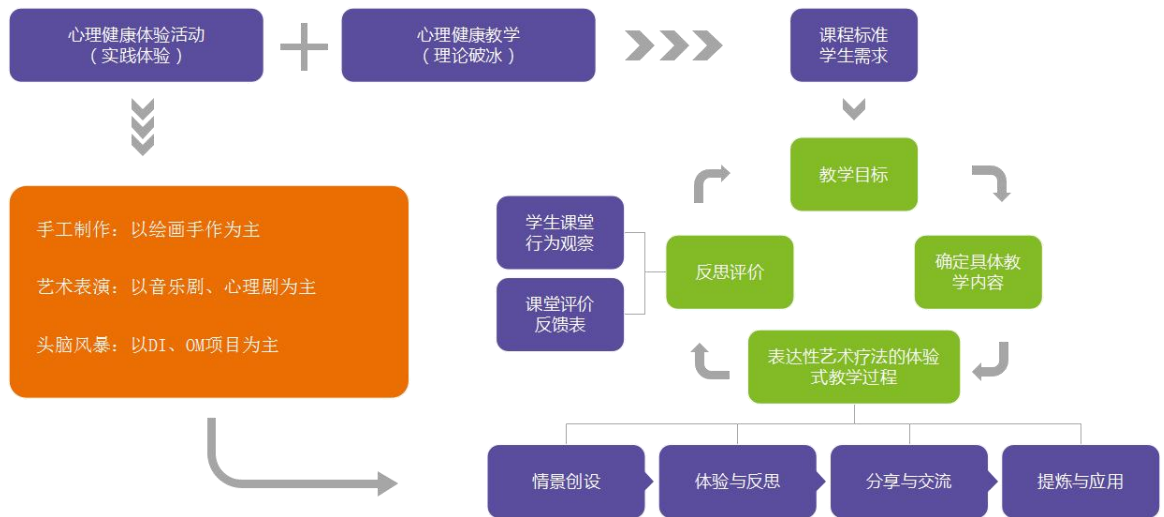 心理健康体验活动
（实践体验）
心理健康教学
（理论破冰）
课程标准
学生需求
手工制作：以绘画手作为主
艺术表演：以音乐剧、心理剧为主
头脑风暴：以DI、OM项目为主
教学目标
确定具体教
学内容
表达性艺术疗法的体验
式教学过程
反思评价
学生课堂
行为观察
课堂评价
反馈表
情景创设
体验与反思
分享与交流
提炼与应用